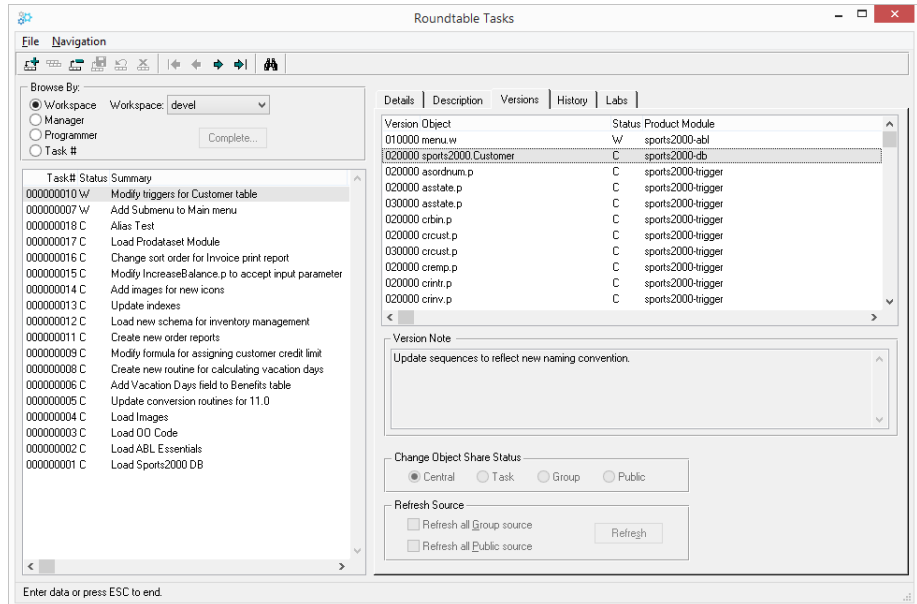 Roundtable Tasks
File Navigation
Browse By:
Workspace Workspace: devel
Manager
Programmer Complete...
Task #
Task# Status Summary
000000010 W Modify triggers for Customer table
000000007 W Add Submenu to Main menu
000000018 C Alias Test
000000017 C Load Prodataset Module
000000016 C Change sort order for Invoice print report
000000015 C Modify IncreaseBalance.p to accept input parameter
000000014 C Add images for new icons
000000013 C Update indexes
000000012 C Load new schema for inventory management
000000011 C Create new order reports
000000009 C Modify formula for assigning customer credit limit
000000008 C Create new routine for calculating vacation days
000000006 C Add Vacation Days field to Benefits table
000000005 C Update conversion routines for 11.0
000000004 C Load Images
000000003 C Load OO Code
000000002 C Load ABL Essentials
000000001 C Load Sports2000 DB
Details Description Versions History Labs
Version Object Status Product Module
010000 menu.w W sports2000-abl
020000 sports2000.Customer C sports2000-db
020000 asordnum.p C sports2000-trigger
020000 asstate.p C sports2000-trigger
030000 asstate.p C sports2000-trigger
020000 crbin.p C sports2000-trigger
020000 crcust.p C sports2000-trigger
030000 crcust.p C sports2000-trigger
020000 cremp.p C sports2000-trigger
020000 crintr.p C sports2000-trigger
020000 crinv.p C sports2000-trigger
Version Note
Update sequences to reflect new naming convention.
Change Object Share Status
Central Task Group Public
Refresh Source
Refresh all Group source
Refresh
Refresh all Public source
Enter data or press ESC to end.